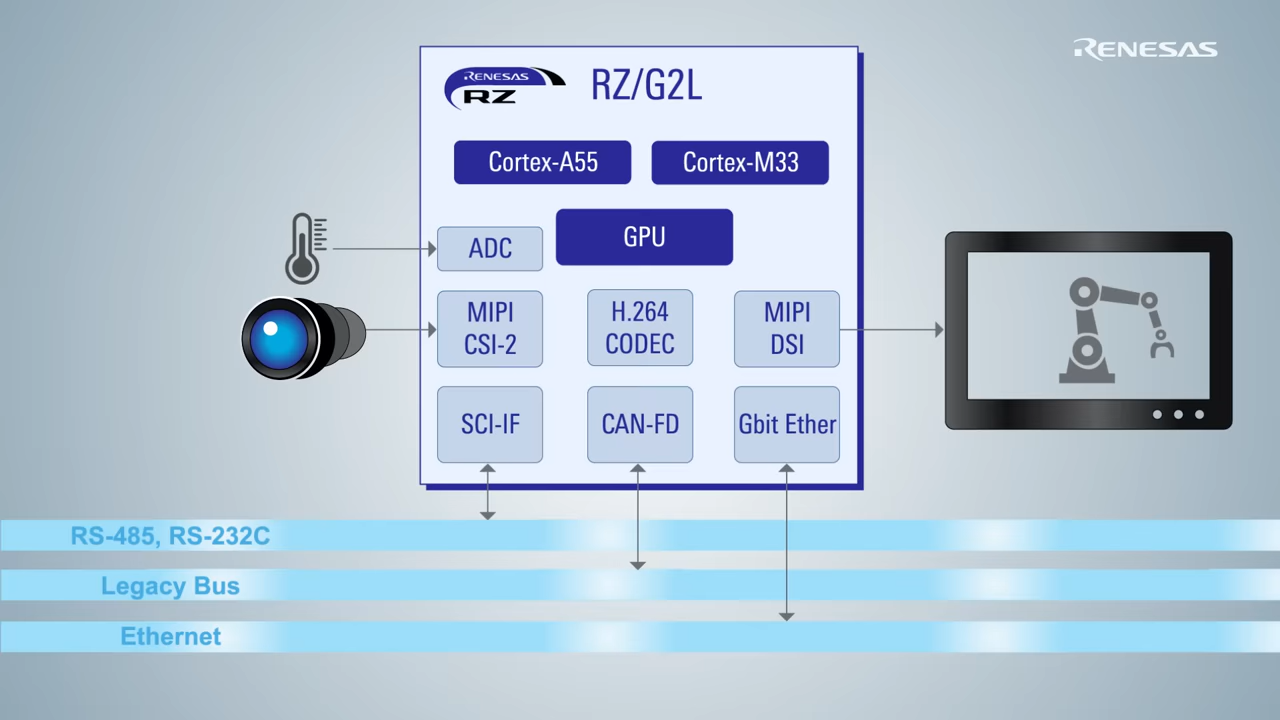 RENESAS
RENESAS
RZ
RZ/G2L
Cortex-A55
Cortex-M33
GPU
ADC
MIPI
CSI-2
H.264
CODEC
MIPI
DSI
SCI-IF
CAN-FD
Gbit Ether
RS-485, RS-232C
Legacy Bus
Ethernet